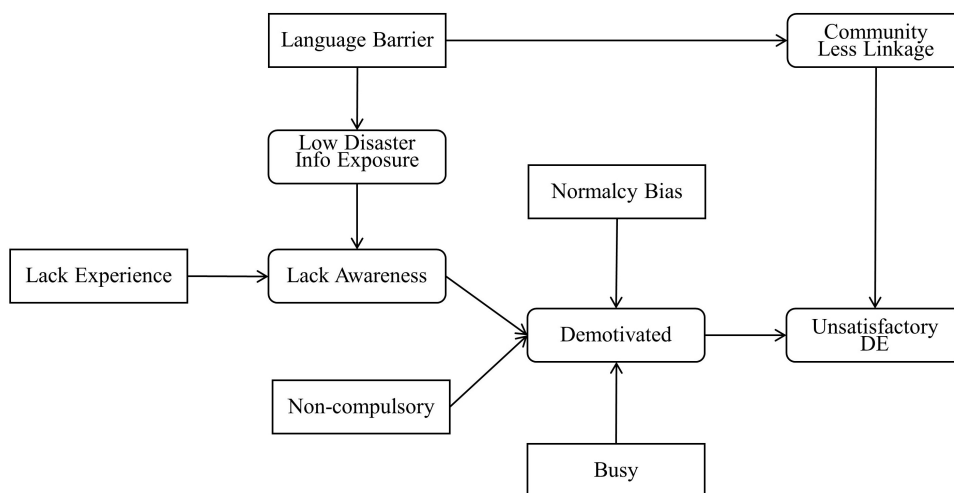 Language Barrier
Community
Less Linkage
Low Disaster
Info Exposure
Normalcy Bias
Lack Experience
Lack Awareness
Demotivated
Unsatisfactory
DE
Non-compulsory
Busy